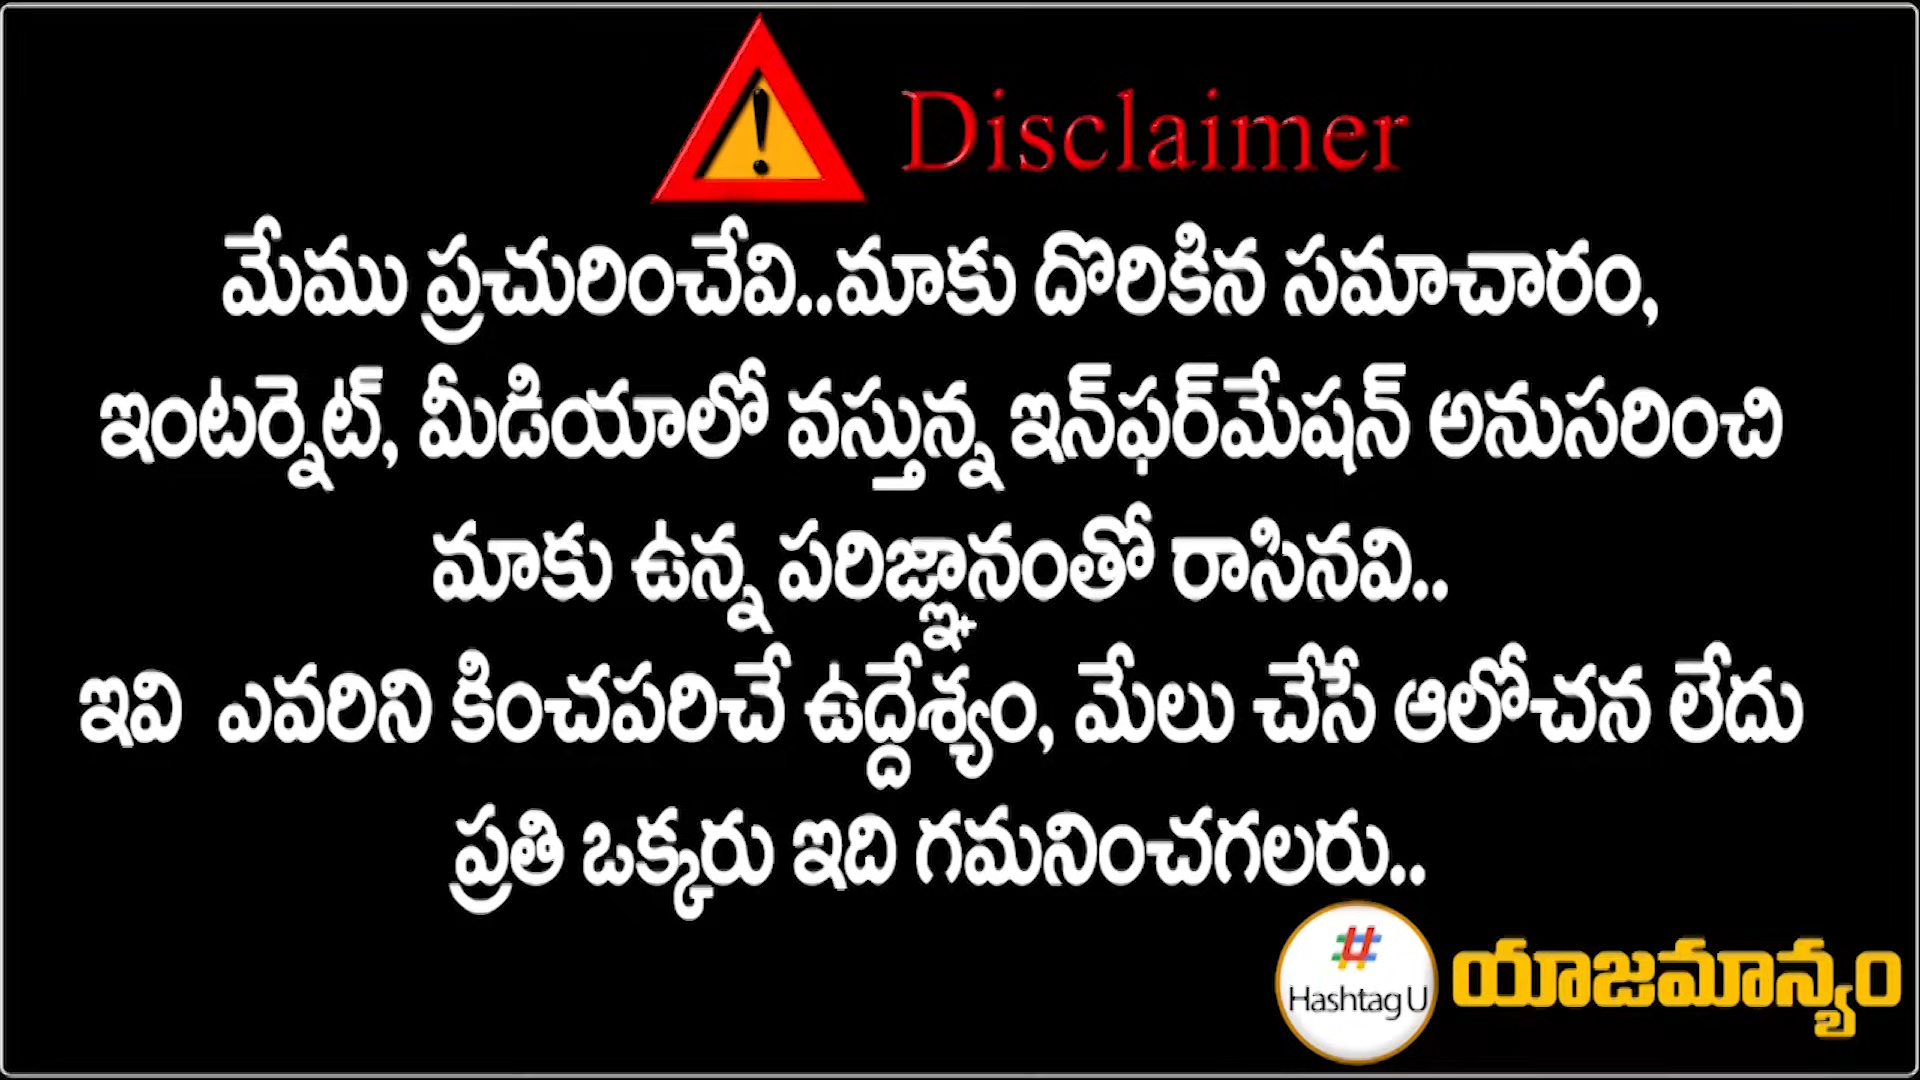 Disclaimer
మేము ప్రచురించేవి..మాకు దొరికిన సమాచారం,
ఇంటర్నెట్, మీడియాలో వస్తున్న ఇన్‌ఫర్‌మేషన్ అనుసరించి
మాకు ఉన్న పరిజ్ఞానంతో రాసినవి..
ఇవి ఎవరిని కించపరిచే ఉద్దేశ్యం, మేలు చేసే ఆలోచన లేదు
ప్రతి ఒక్కరు ఇది గమనించగలరు..
#
Hashtag U
యాజమాన్యం